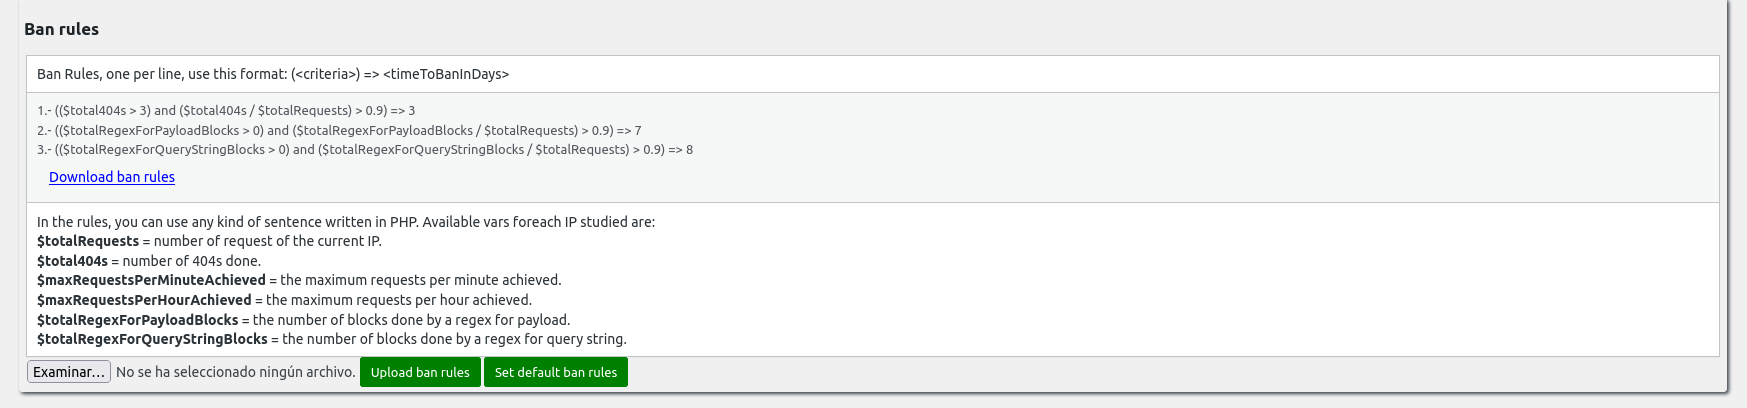 Ban rules
Ban Rules, one per line, use this format: (<criteria>) => <timeToBanInDays>
1.- (($total404s > 3) and ($total404s / $totalRequests) > 0.9) => 3
2.- (($totalRegexForPayloadBlocks > 0) and ($totalRegexForPayloadBlocks / $totalRequests) > 0.9) => 7
3.- (($totalRegexForQueryStringBlocks > 0) and ($totalRegexForQueryStringBlocks / $totalRequests) > 0.9) => 8
Download ban rules
In the rules, you can use any kind of sentence written in PHP. Available vars foreach IP studied are:
$totalRequests = number of request of the current IP.
$total404s = number of 404s done.
$maxRequestsPerMinuteAchieved = the maximum requests per minute achieved.
$maxRequestsPerHourAchieved = the maximum requests per hour achieved.
$totalRegexForPayloadBlocks = the number of blocks done by a regex for payload.
$totalRegexForQueryStringBlocks = the number of blocks done by a regex for query string.
Examinar... No se ha seleccionado ningún archivo. Upload ban rules Set default ban rules